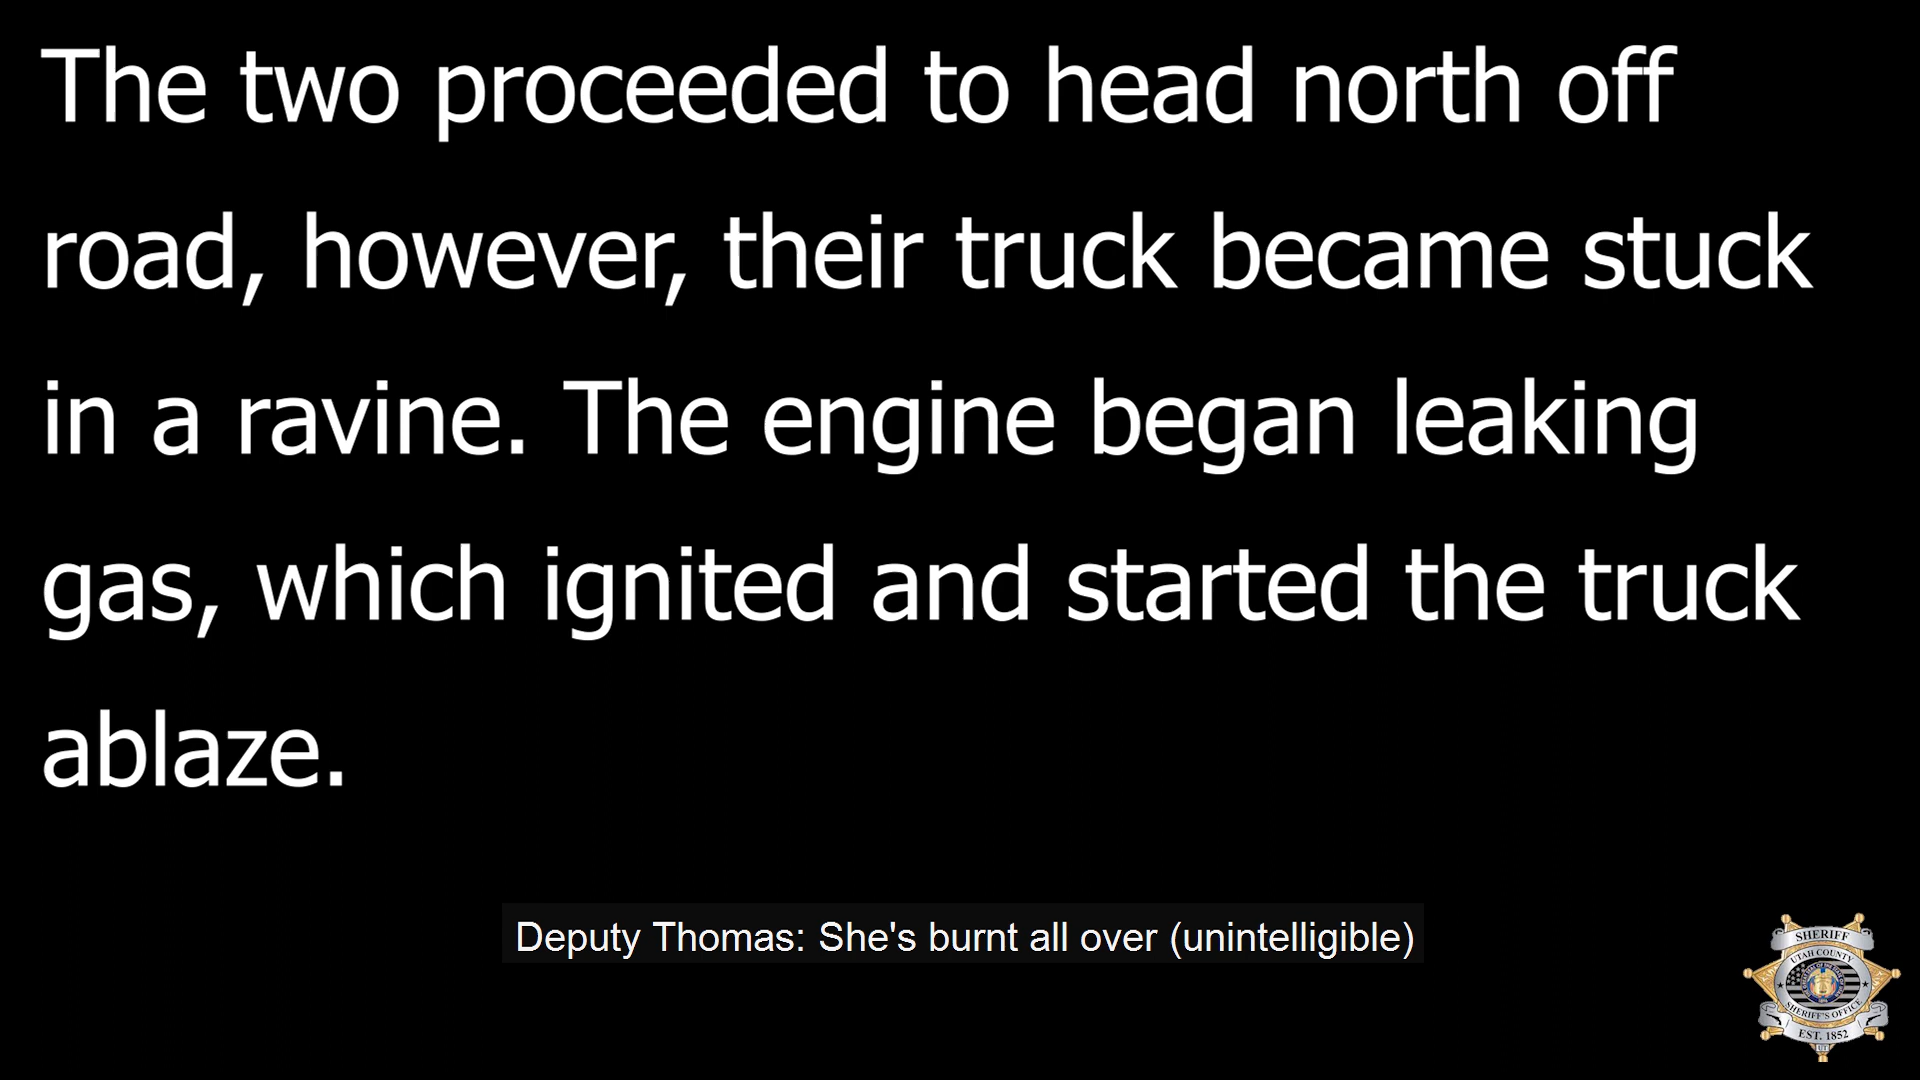 The two proceeded to head north off
road, however, their truck became stuck
in a ravine. The engine began leaking
gas, which ignited and started the truck
ablaze.
Deputy Thomas: She's burnt all over (unintelligible)
SHERIFF
UTAH COUNTY
SHERIFF'S OFFICE
EST. 1852
UT